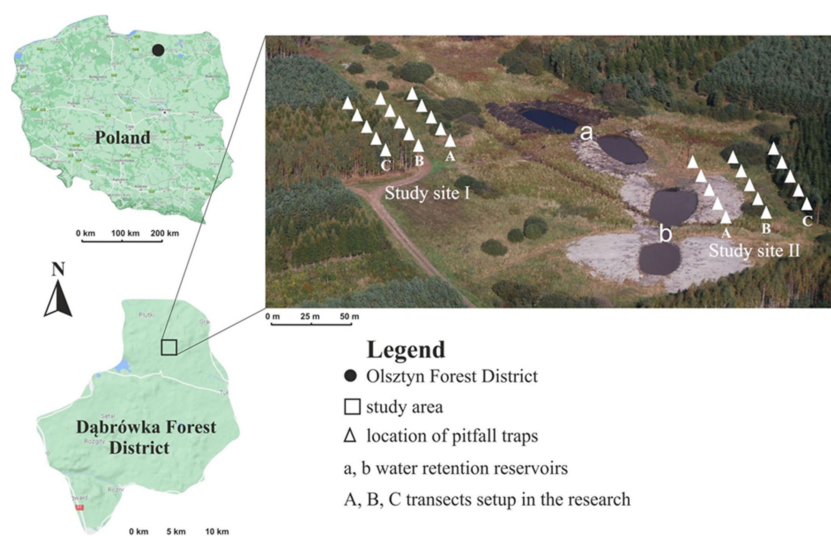 Poland
0 km 100 km 200 km
N
a
C
B
A
Study site I
b
A
B
C
Study site II
0 m 25 m 50 m
Dąbrówka Forest
District
0 km 5 km 10 km
Legend
Olsztyn Forest District
study area
location of pitfall traps
a, b water retention reservoirs
A, B, C transects setup in the research